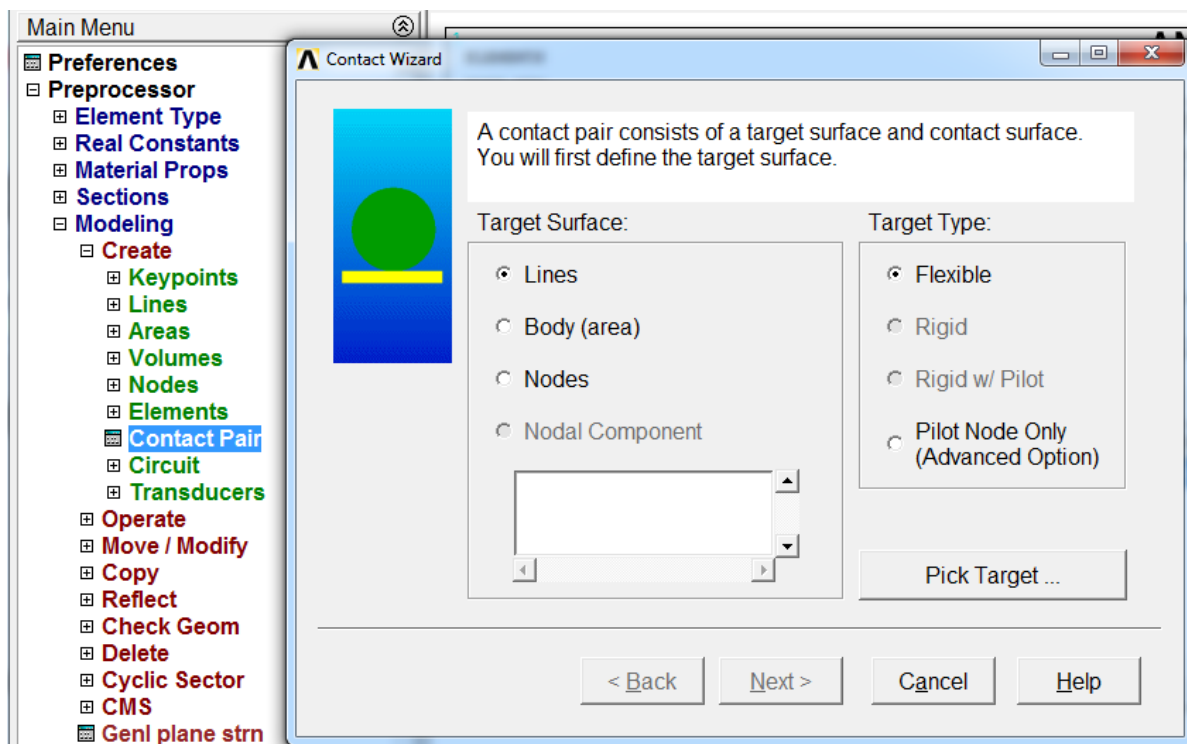 Main Menu
Preferences
Preprocessor
Element Type
Real Constants
Material Props
Sections
Modeling
Create
Keypoints
Lines
Areas
Volumes
Nodes
Elements
Contact Pair
Circuit
Transducers
Operate
Move / Modify
Copy
Reflect
Check Geom
Delete
Cyclic Sector
CMS
Genl plane strn
Contact Wizard
A contact pair consists of a target surface and contact surface.
You will first define the target surface.
Target Surface:
Lines
Body (area)
Nodes
Nodal Component
Target Type:
Flexible
Rigid
Rigid w/ Pilot
Pilot Node Only
(Advanced Option)
Pick Target ...
< Back
Next >
Cancel
Help